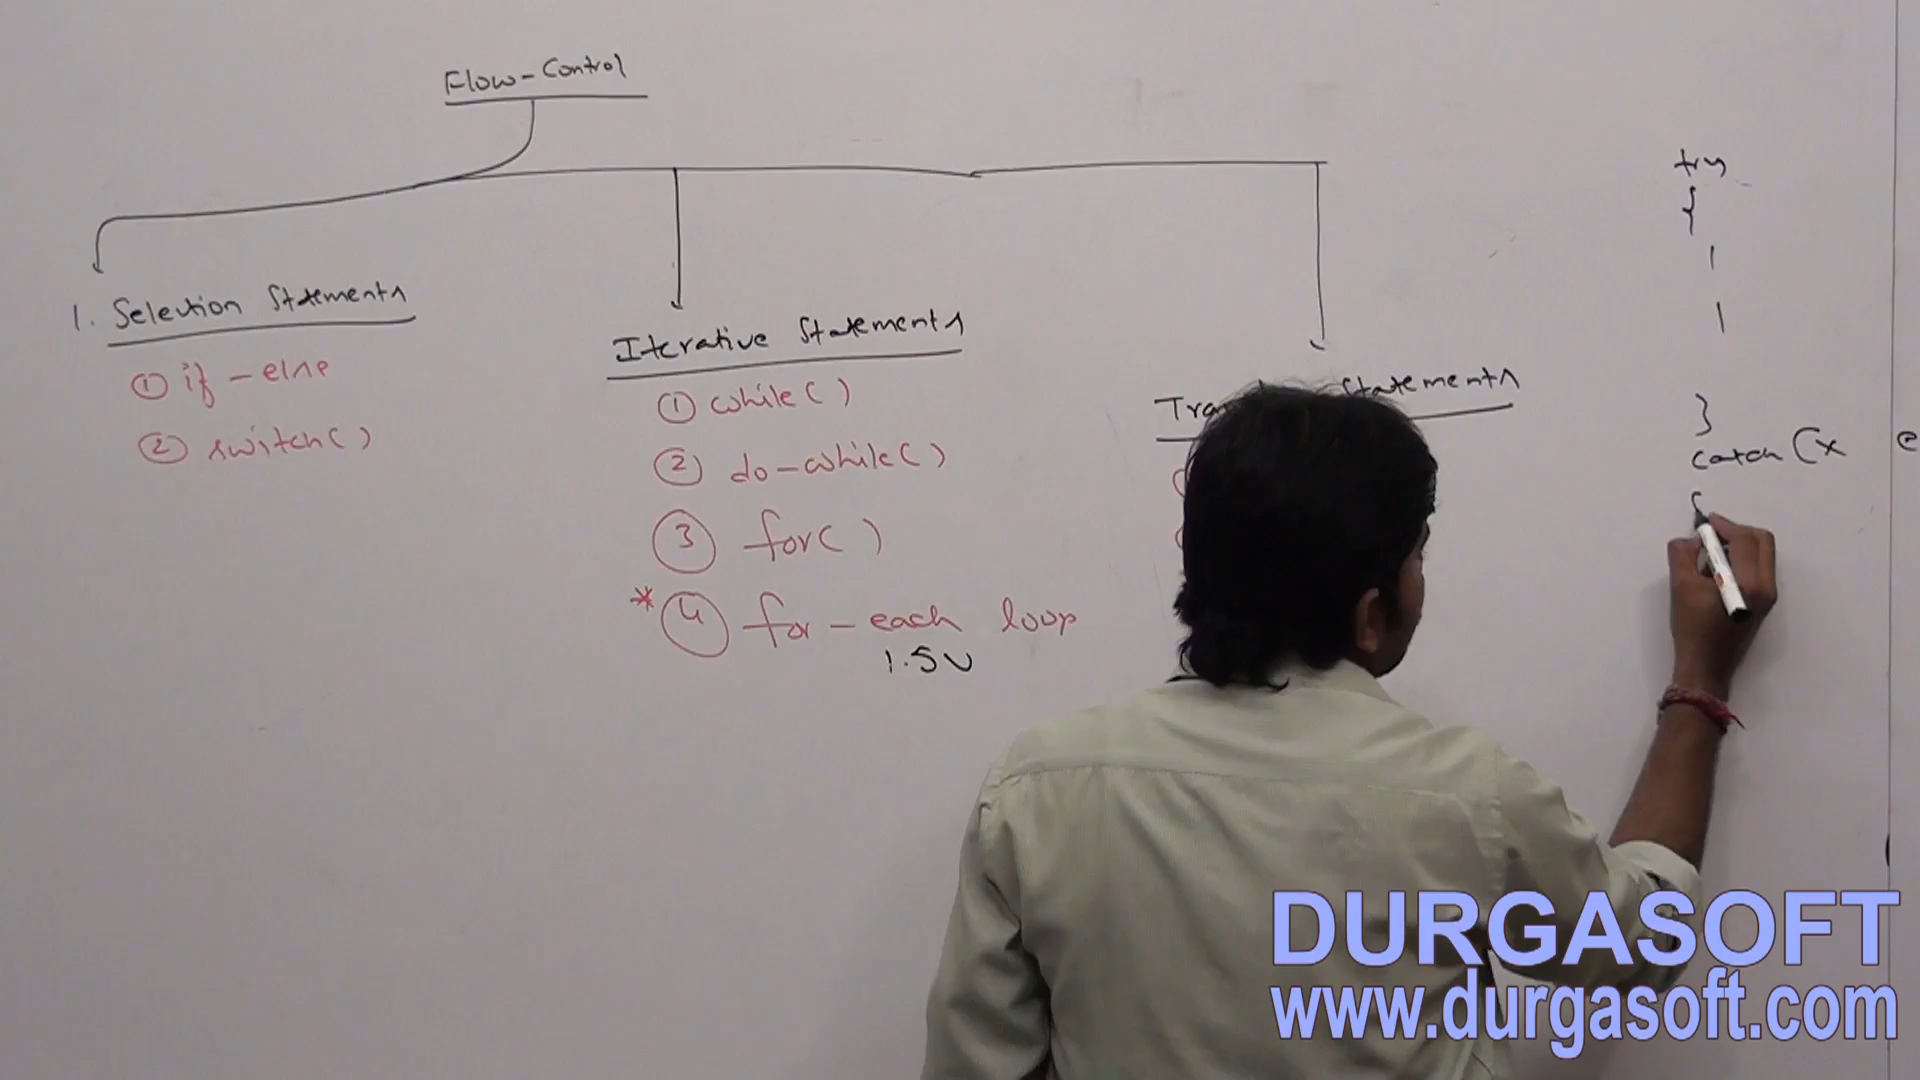 Flow-Control
1. Selection Statements
① if-else
② switch()
Iterative Statements
① while()
② do-while()
③ for()
* ④ for-each loop
1.5V
Statements
try
{
|
|
}
catch (x e
{
DURGASOFT
www.durgasoft.com